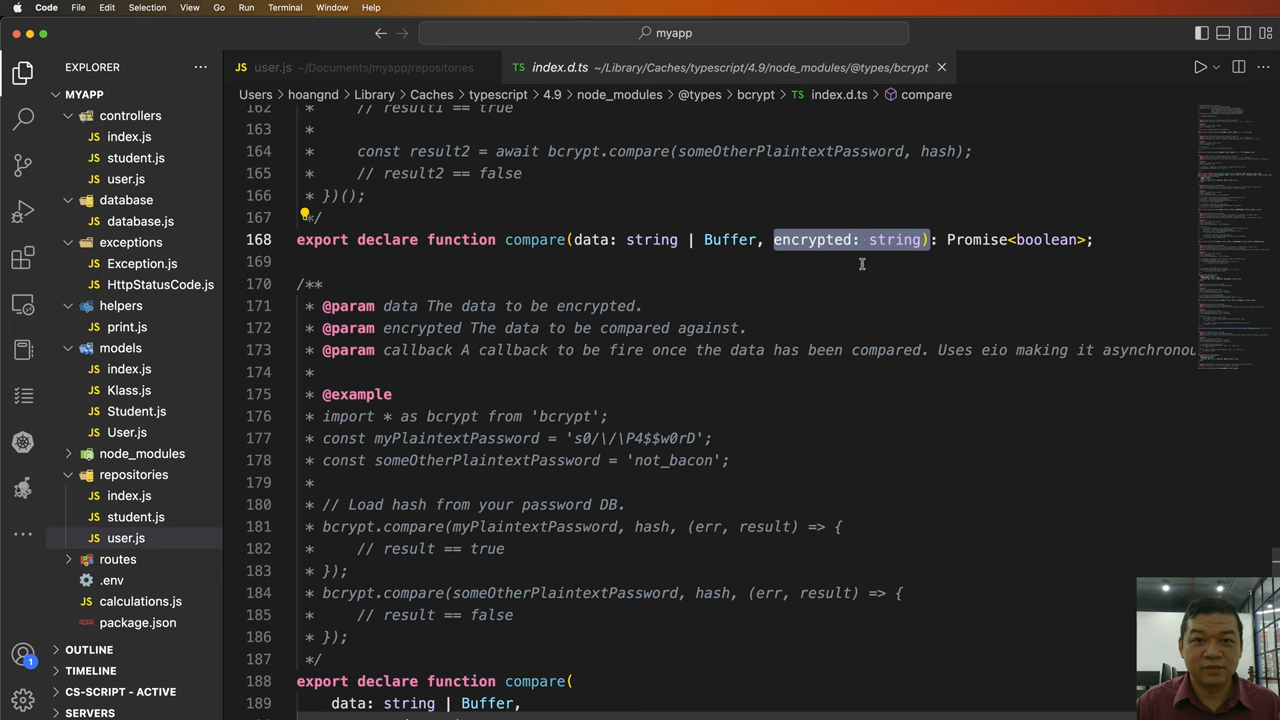 Code File Edit Selection View Go Run Terminal Window Help
myapp
EXPLORER
user.js ~/Documents/myapp/repositories
TS index.d.ts ~/Library/Caches/typescript/4.9/node_modules/@types/bcrypt
Users > hoangnd > Library > Caches > typescript > 4.9 > node_modules > @types > bcrypt > TS index.d.ts > compare
MYAPP
controllers
index.js
student.js
user.js
database
database.js
exceptions
Exception.js
HttpStatusCode.js
helpers
print.js
models
index.js
Klass.js
Student.js
User.js
node_modules
repositories
index.js
student.js
user.js
routes
.env
calculations.js
package.json
OUTLINE
TIMELINE
CS-SCRIPT - ACTIVE
SERVERS
1
162 * // result1 == true
163 *
164 * const result2 = await bcrypt.compare(someOtherPlaintextPassword, hash);
165 * // result2 == false
166 * })();
167 */
168 export declare function compare(data: string | Buffer, encrypted: string): Promise<boolean>;
169
170 /**
171 * @param data The data to be encrypted.
172 * @param encrypted The data to be compared against.
173 * @param callback A callback to be fire once the data has been compared. Uses eio making it asynchronou
174 *
175 * @example
176 * import * as bcrypt from 'bcrypt';
177 * const myPlaintextPassword = 's0/\/\P4$$w0rD';
178 * const someOtherPlaintextPassword = 'not_bacon';
179 *
180 * // Load hash from your password DB.
181 * bcrypt.compare(myPlaintextPassword, hash, (err, result) => {
182 * // result == true
183 * });
184 * bcrypt.compare(someOtherPlaintextPassword, hash, (err, result) => {
185 * // result == false
186 * });
187 */
188 export declare function compare(
189 data: string | Buffer,